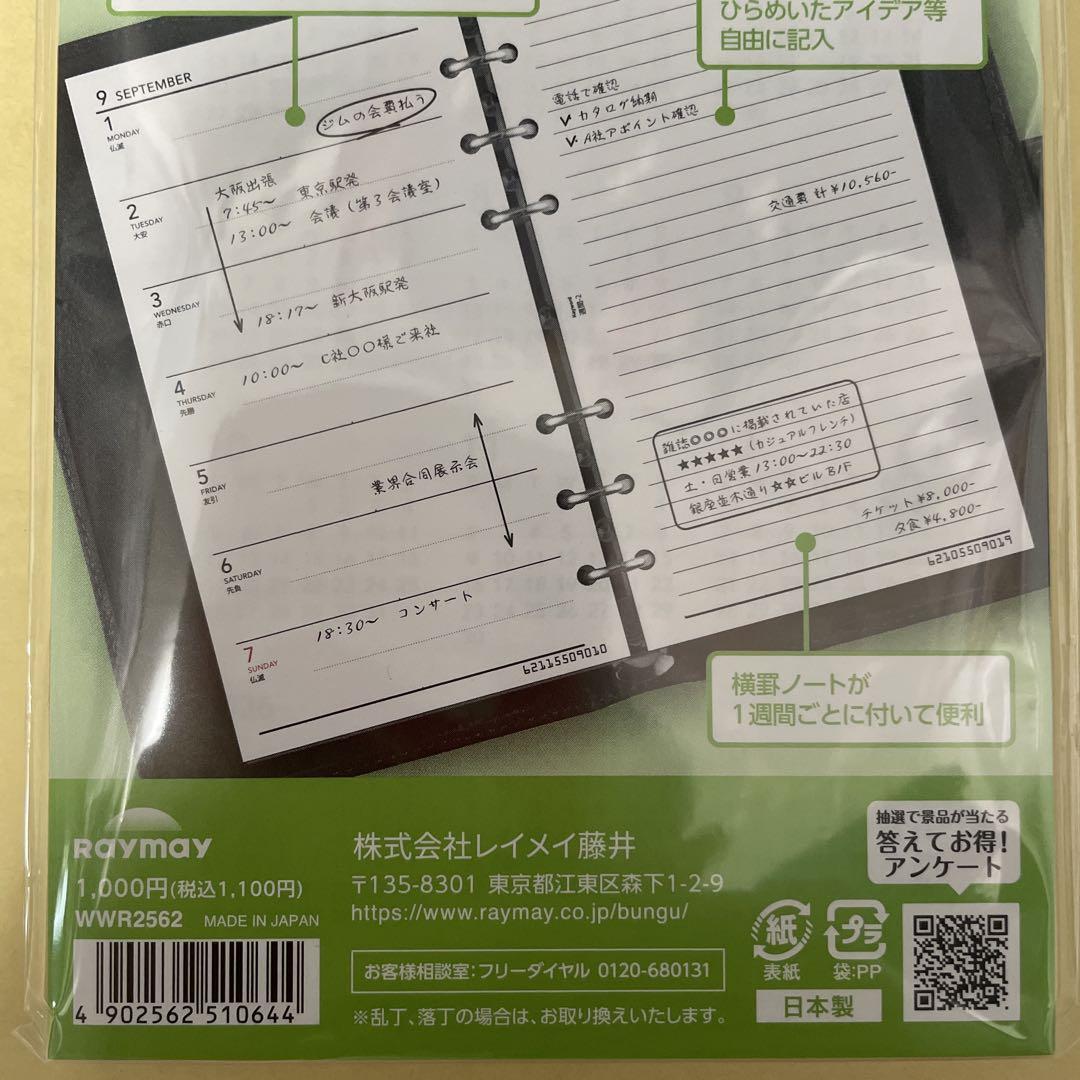 ひらめいたアイデア等
自由に記入
9 SEPTEMBER
1
MONDAY
仏滅
ジムの会費払う
2
TUESDAY
大安
大阪出張
7:45～ 東京駅発
13:00～ 会議(第3会議室)
3
WEDNESDAY
赤口
18:17～ 新大阪駅発
4
THURSDAY
先勝
10:00～ C社○○様ご来社
5
FRIDAY
友引
業界合同展示会
6
SATURDAY
先負
18:30～ コンサート
7
SUNDAY
仏滅
62115509010
電話で確認
✓ カタログ納期
✓ A社アポイント確認
交通費 計¥10,560-
雑誌○○○に掲載されていた店
★★★★★(カジュアルフレンチ)
土・日営業 13:00～22:30
銀座並木通り☆☆ビルB1F
チケット¥8,000-
夕食¥4,800-
62105509019
横罫ノートが
1週間ごとに付いて便利
Raymay
1,000円(税込1,100円)
WWR2562 MADE IN JAPAN
4 902562 510644
株式会社レイメイ藤井
〒135-8301 東京都江東区森下1-2-9
https://www.raymay.co.jp/bungu/
お客様相談室:フリーダイヤル 0120-680131
※乱丁、落丁の場合は、お取り換えいたします。
抽選で景品が当たる
答えてお得!
アンケート
紙
表紙
プラ
袋:PP
日本製